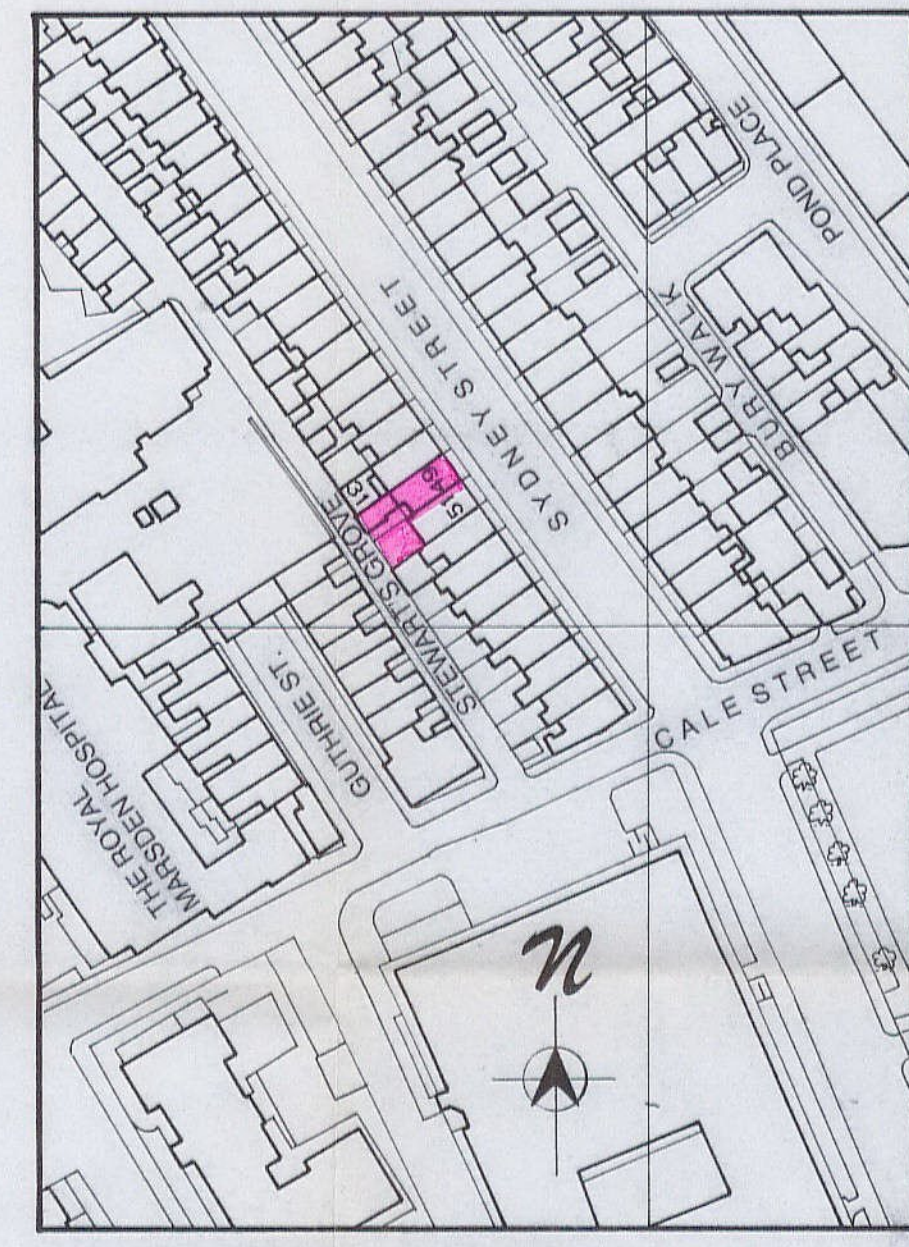 POND PLACE
SYDNEY STREET
BURY WALK
51 49
31
STEWART'S GROVE
GUTHRIE ST.
CALE STREET
THE ROYAL
MARSDEN HOSPITAL
N